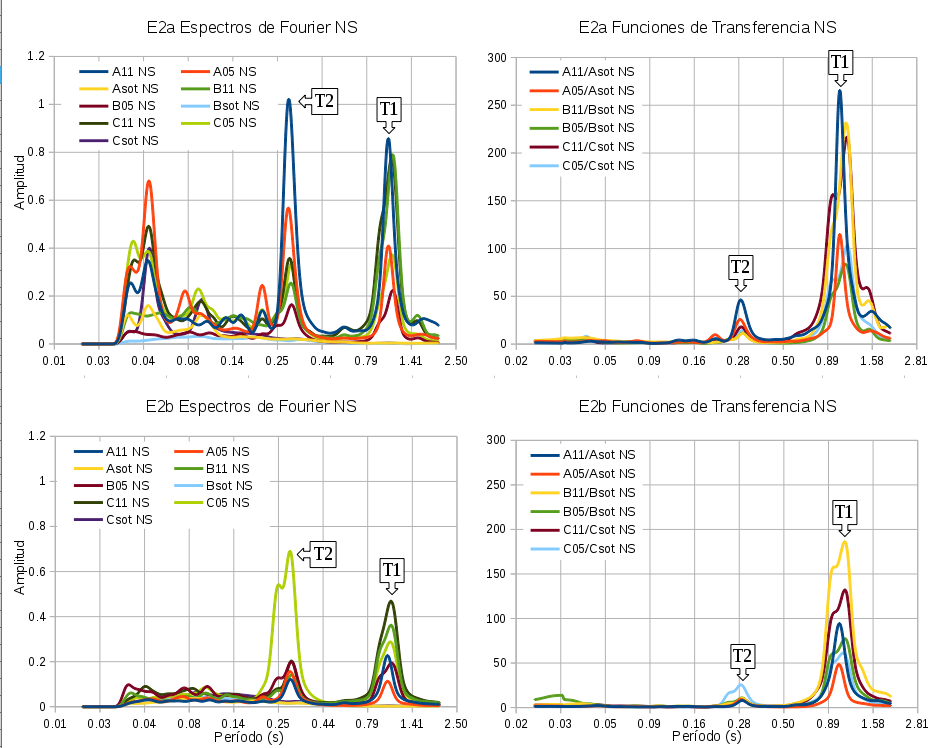 E2a Espectros de Fourier NS
1.2
1
0.8
0.6
0.4
0.2
0
Amplitud
A11 NS A05 NS
Asot NS B11 NS
B05 NS Bsot NS
C11 NS C05 NS
Csot NS
T2
T1
0.01 0.03 0.04 0.08 0.14 0.25 0.44 0.79 1.41 2.50
E2a Funciones de Transferencia NS
300
250
200
150
100
50
0
A11/Asot NS
A05/Asot NS
B11/Bsot NS
B05/Bsot NS
C11/Csot NS
C05/Csot NS
T1
T2
0.02 0.03 0.05 0.09 0.16 0.28 0.50 0.89 1.58 2.81
E2b Espectros de Fourier NS
1.2
1
0.8
0.6
0.4
0.2
0
Amplitud
A11 NS A05 NS
Asot NS B11 NS
B05 NS Bsot NS
C11 NS C05 NS
Csot NS
T2
T1
0.01 0.03 0.04 0.08 0.14 0.25 0.44 0.79 1.41 2.50
Período (s)
E2b Funciones de Transferencia NS
300
250
200
150
100
50
0
A11/Asot NS
A05/Asot NS
B11/Bsot NS
B05/Bsot NS
C11/Csot NS
C05/Csot NS
T1
T2
0.02 0.03 0.05 0.09 0.16 0.28 0.50 0.89 1.58 2.81
Período (s)